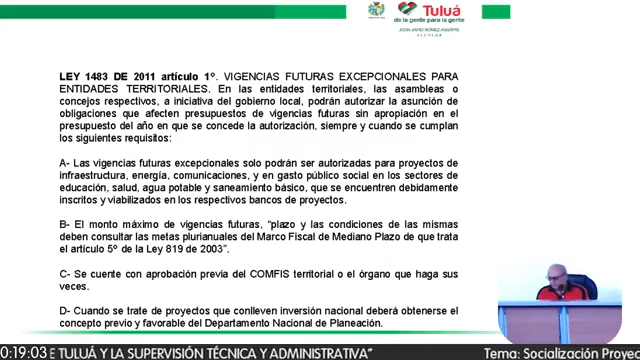 Tuluá
de la gente para la gente
JOHN JAIRO GOMEZ AGUIRRE
ALCALDE
LEY 1483 DE 2011 artículo 1º. VIGENCIAS FUTURAS EXCEPCIONALES PARA
ENTIDADES TERRITORIALES. En las entidades territoriales, las asambleas o
concejos respectivos, a iniciativa del gobierno local, podrán autorizar la asunción de
obligaciones que afecten presupuestos de vigencias futuras sin apropiación en el
presupuesto del año en que se concede la autorización, siempre y cuando se cumplan
los siguientes requisitos:
A- Las vigencias futuras excepcionales solo podrán ser autorizadas para proyectos de
infraestructura, energía, comunicaciones, y en gasto público social en los sectores de
educación, salud, agua potable y saneamiento básico, que se encuentren debidamente
inscritos y viabilizados en los respectivos bancos de proyectos.
B- El monto máximo de vigencias futuras, “plazo y las condiciones de las mismas
deben consultar las metas plurianuales del Marco Fiscal de Mediano Plazo de que trata
el artículo 5º de la Ley 819 de 2003”.
C- Se cuente con aprobación previa del COMFIS territorial o el órgano que haga sus
veces.
D- Cuando se trate de proyectos que conlleven inversión nacional deberá obtenerse el
concepto previo y favorable del Departamento Nacional de Planeación.
0:19:03 E TULUÁ Y LA SUPERVISIÓN TÉCNICA Y ADMINISTRATIVA” Tema: Socialización Proye